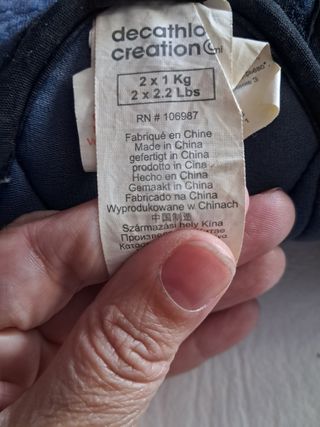 decathlo
creation
2 x 1 Kg
2 x 2.2 Lbs
RN # 106987
Fabriqué en Chine
Made in China
gefertigt in China
prodotto in Cina
Hecho en China
Gemaakt in China
Fabricado na China
Wyprodukowane w Chinach
中国制造
Származási hely Kína